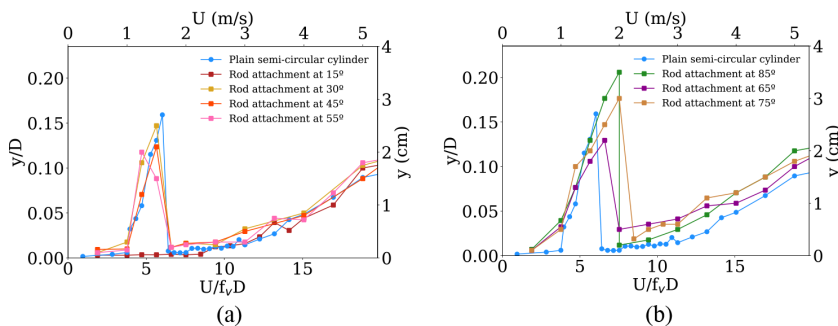 U (m/s)
0 1 2 3 4 5
Plain semi-circular cylinder
Rod attachment at 15º
Rod attachment at 30º
Rod attachment at 45º
Rod attachment at 55º
0.20
0.15
0.10
0.05
0.00
y/D
4
3
2
1
0
y (cm)
0 5 10 15
U/fᵥD
(a)
U (m/s)
0 1 2 3 4 5
Plain semi-circular cylinder
Rod attachment at 85º
Rod attachment at 65º
Rod attachment at 75º
0.20
0.15
0.10
0.05
0.00
y/D
4
3
2
1
0
y (cm)
0 5 10 15
U/fᵥD
(b)